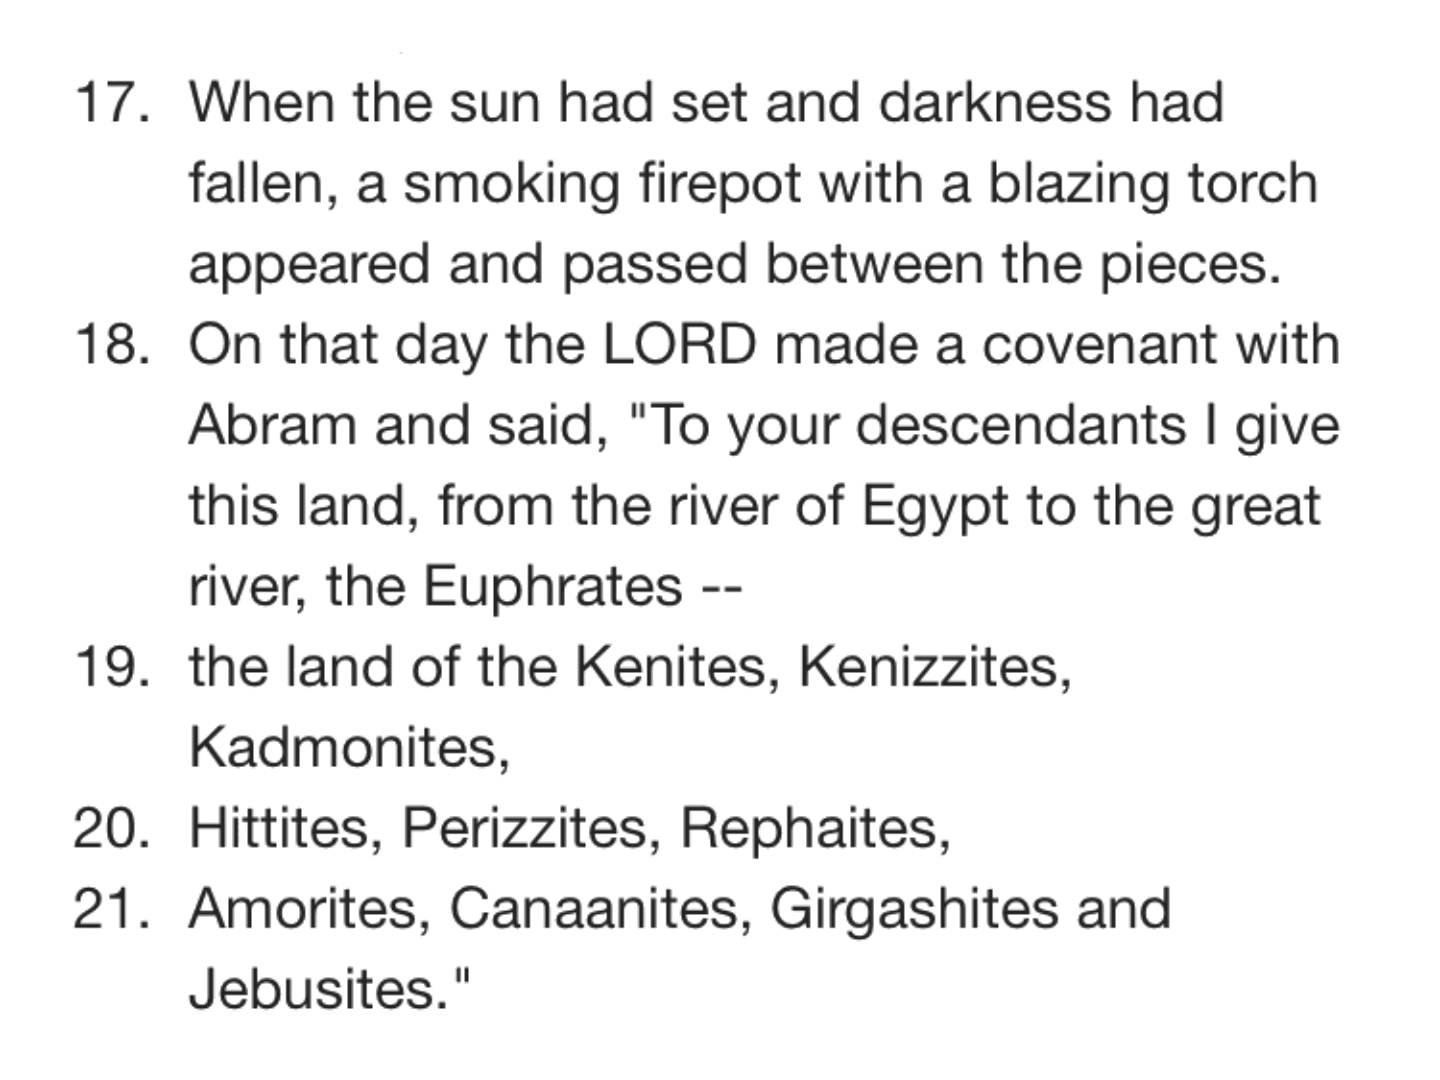 17. When the sun had set and darkness had
fallen, a smoking firepot with a blazing torch
appeared and passed between the pieces.
18. On that day the LORD made a covenant with
Abram and said, "To your descendants I give
this land, from the river of Egypt to the great
river, the Euphrates --
19. the land of the Kenites, Kenizzites,
Kadmonites,
20. Hittites, Perizzites, Rephaites,
21. Amorites, Canaanites, Girgashites and
Jebusites."